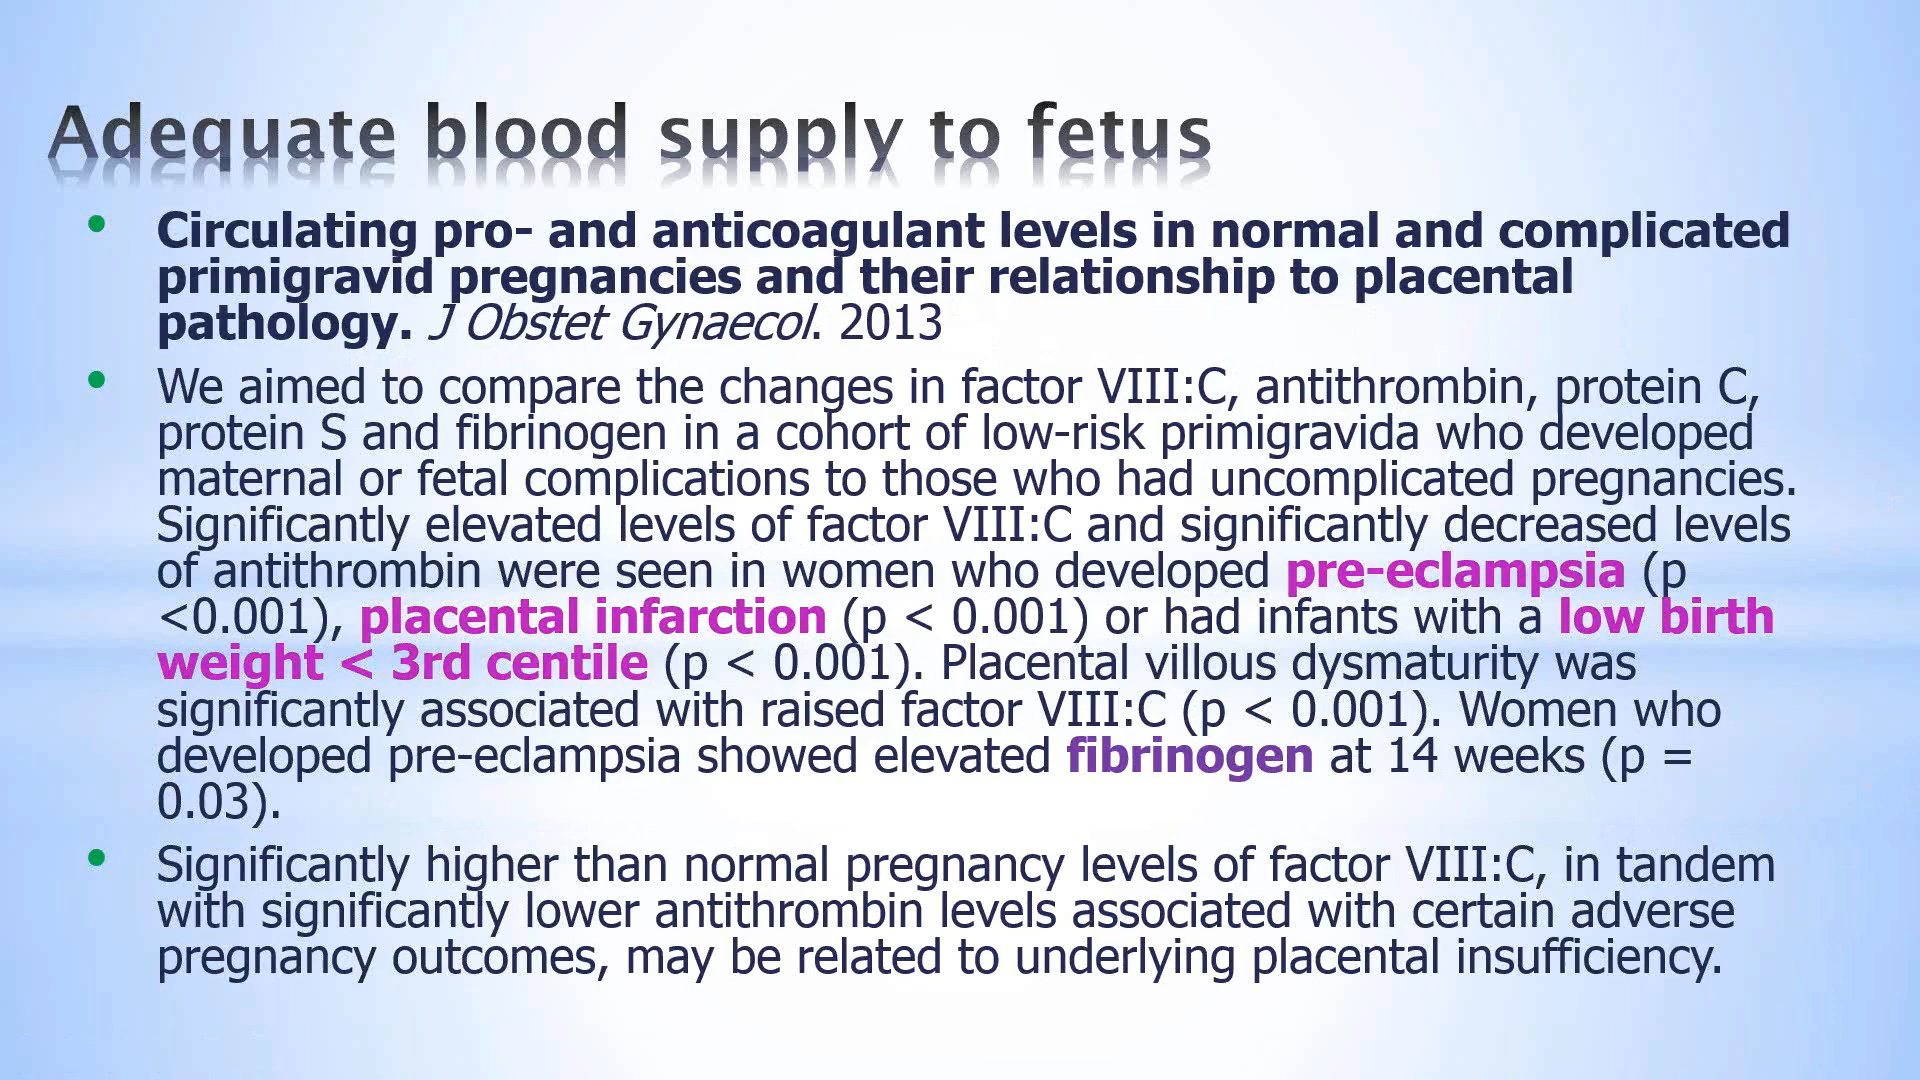 Adequate blood supply to fetus
• Circulating pro- and anticoagulant levels in normal and complicated
primigravid pregnancies and their relationship to placental
pathology. J Obstet Gynaecol. 2013
• We aimed to compare the changes in factor VIII:C, antithrombin, protein C,
protein S and fibrinogen in a cohort of low-risk primigravida who developed
maternal or fetal complications to those who had uncomplicated pregnancies.
Significantly elevated levels of factor VIII:C and significantly decreased levels
of antithrombin were seen in women who developed pre-eclampsia (p
<0.001), placental infarction (p < 0.001) or had infants with a low birth
weight < 3rd centile (p < 0.001). Placental villous dysmaturity was
significantly associated with raised factor VIII:C (p < 0.001). Women who
developed pre-eclampsia showed elevated fibrinogen at 14 weeks (p =
0.03).
• Significantly higher than normal pregnancy levels of factor VIII:C, in tandem
with significantly lower antithrombin levels associated with certain adverse
pregnancy outcomes, may be related to underlying placental insufficiency.